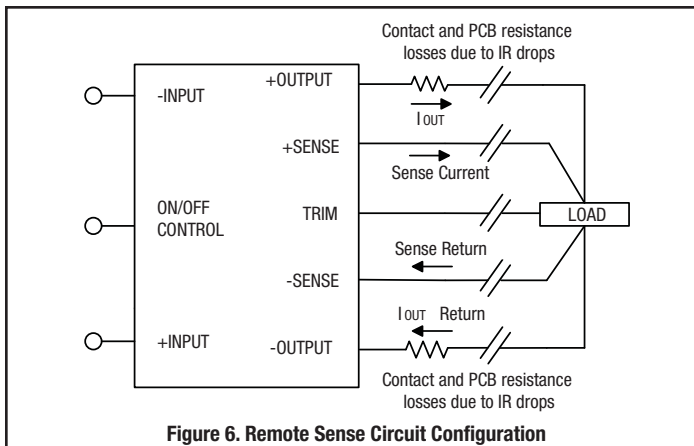 Contact and PCB resistance
losses due to IR drops
+OUTPUT
-INPUT
IOUT
+SENSE
Sense Current
ON/OFF
CONTROL
TRIM
LOAD
Sense Return
-SENSE
IOUT Return
+INPUT
-OUTPUT
Contact and PCB resistance
losses due to IR drops
Figure 6. Remote Sense Circuit Configuration